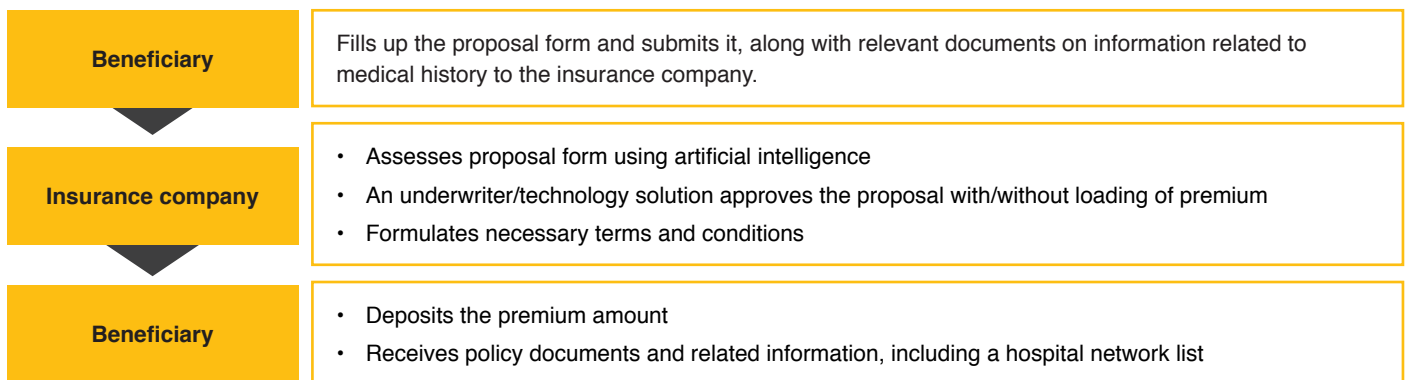 Beneficiary
Fills up the proposal form and submits it, along with relevant documents on information related to
medical history to the insurance company.
Insurance company
• Assesses proposal form using artificial intelligence
• An underwriter/technology solution approves the proposal with/without loading of premium
• Formulates necessary terms and conditions
Beneficiary
• Deposits the premium amount
• Receives policy documents and related information, including a hospital network list